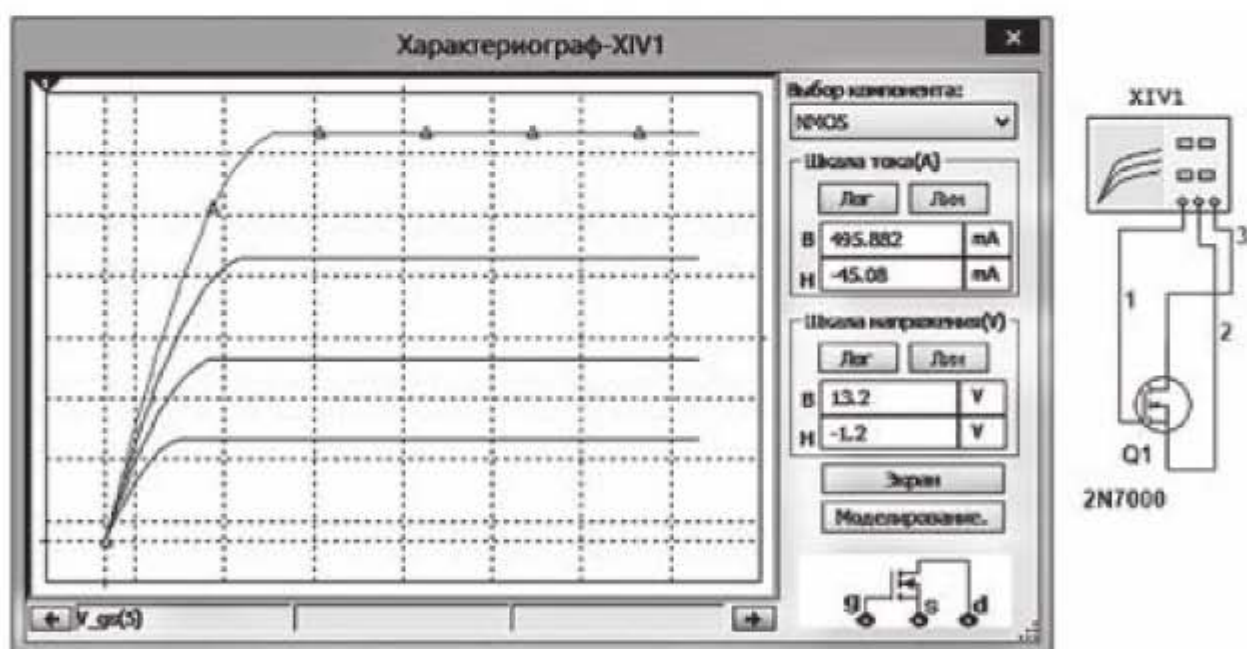 Характериограф-XIV1
Выбор компонента:
NMOS
Шкала тока(A)
Лог
Лин
В 495.882 mA
Н -45.08 mA
Шкала напряжения(V)
Лог
Лин
В 13.2 V
Н -1.2 V
Экран
Моделирование.
g s d
V_gs(5)
XIV1
1
2
3
Q1
2N7000